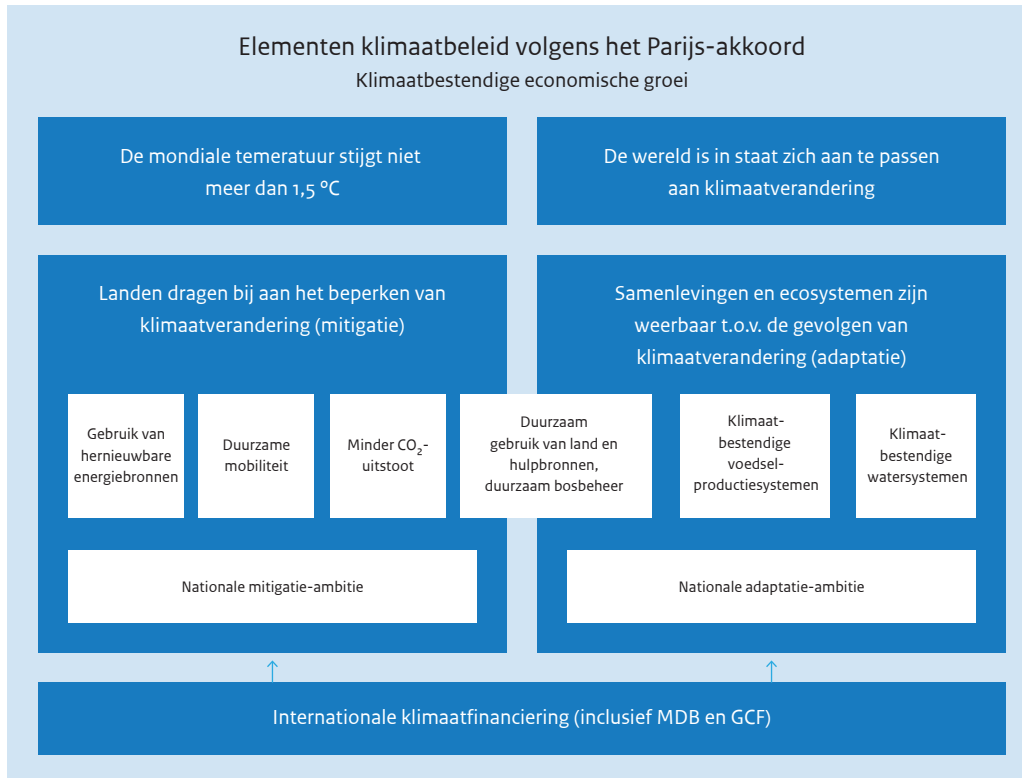 Elementen klimaatbeleid volgens het Parijs-akkoord
Klimaatbestendige economische groei
De mondiale temeratuur stijgt niet
meer dan 1,5 °C
De wereld is in staat zich aan te passen
aan klimaatverandering
Landen dragen bij aan het beperken van
klimaatverandering (mitigatie)
Samenlevingen en ecosystemen zijn
weerbaar t.o.v. de gevolgen van
klimaatverandering (adaptatie)
Gebruik van
hernieuwbare
energiebronnen
Duurzame
mobiliteit
Minder CO₂-
uitstoot
Duurzaam
gebruik van land en
hulpbronnen,
duurzaam bosbeheer
Klimaat-
bestendige
voedsel-
productiesystemen
Klimaat-
bestendige
watersystemen
Nationale mitigatie-ambitie
Nationale adaptatie-ambitie
Internationale klimaatfinanciering (inclusief MDB en GCF)